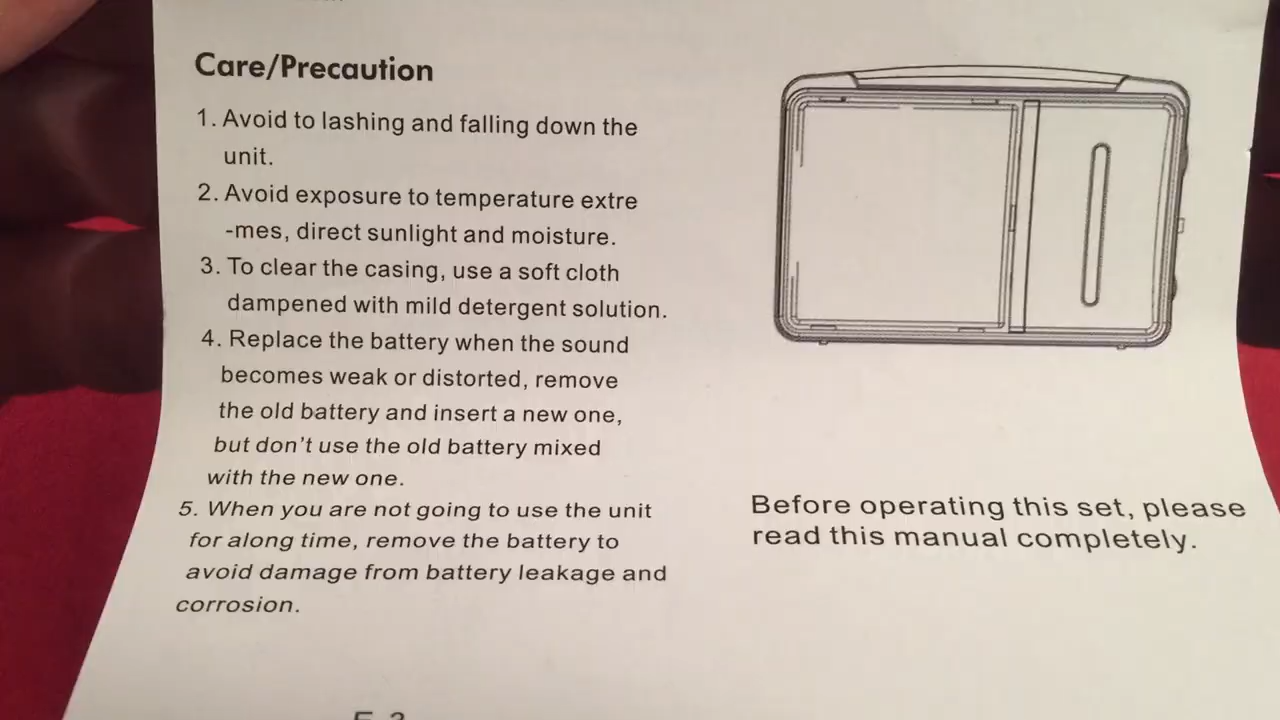 Care/Precaution
1. Avoid to lashing and falling down the
unit.
2. Avoid exposure to temperature extre
-mes, direct sunlight and moisture.
3. To clear the casing, use a soft cloth
dampened with mild detergent solution.
4. Replace the battery when the sound
becomes weak or distorted, remove
the old battery and insert a new one,
but don't use the old battery mixed
with the new one.
5. When you are not going to use the unit
for along time, remove the battery to
avoid damage from battery leakage and
corrosion.
Before operating this set, please
read this manual completely.